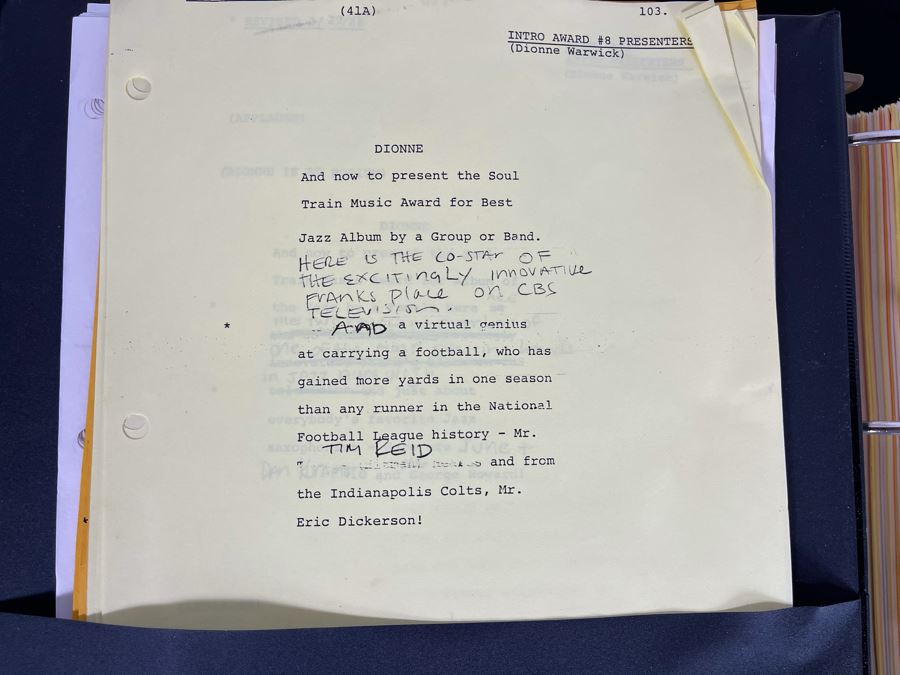 (41A)
103.
INTRO AWARD #8 PRESENTERS
(Dionne Warwick)
DIONNE
And now to present the Soul
Train Music Award for Best
Jazz Album by a Group or Band.
HERE IS THE CO-STAR OF
THE EXCITINGLY INNOVATIVE
FRANKS PLACE ON CBS
TELEVISION.
* AND a virtual genius
at carrying a football, who has
gained more yards in one season
than any runner in the National
Football League history - Mr.
TIM REID
and from
the Indianapolis Colts, Mr.
Eric Dickerson!